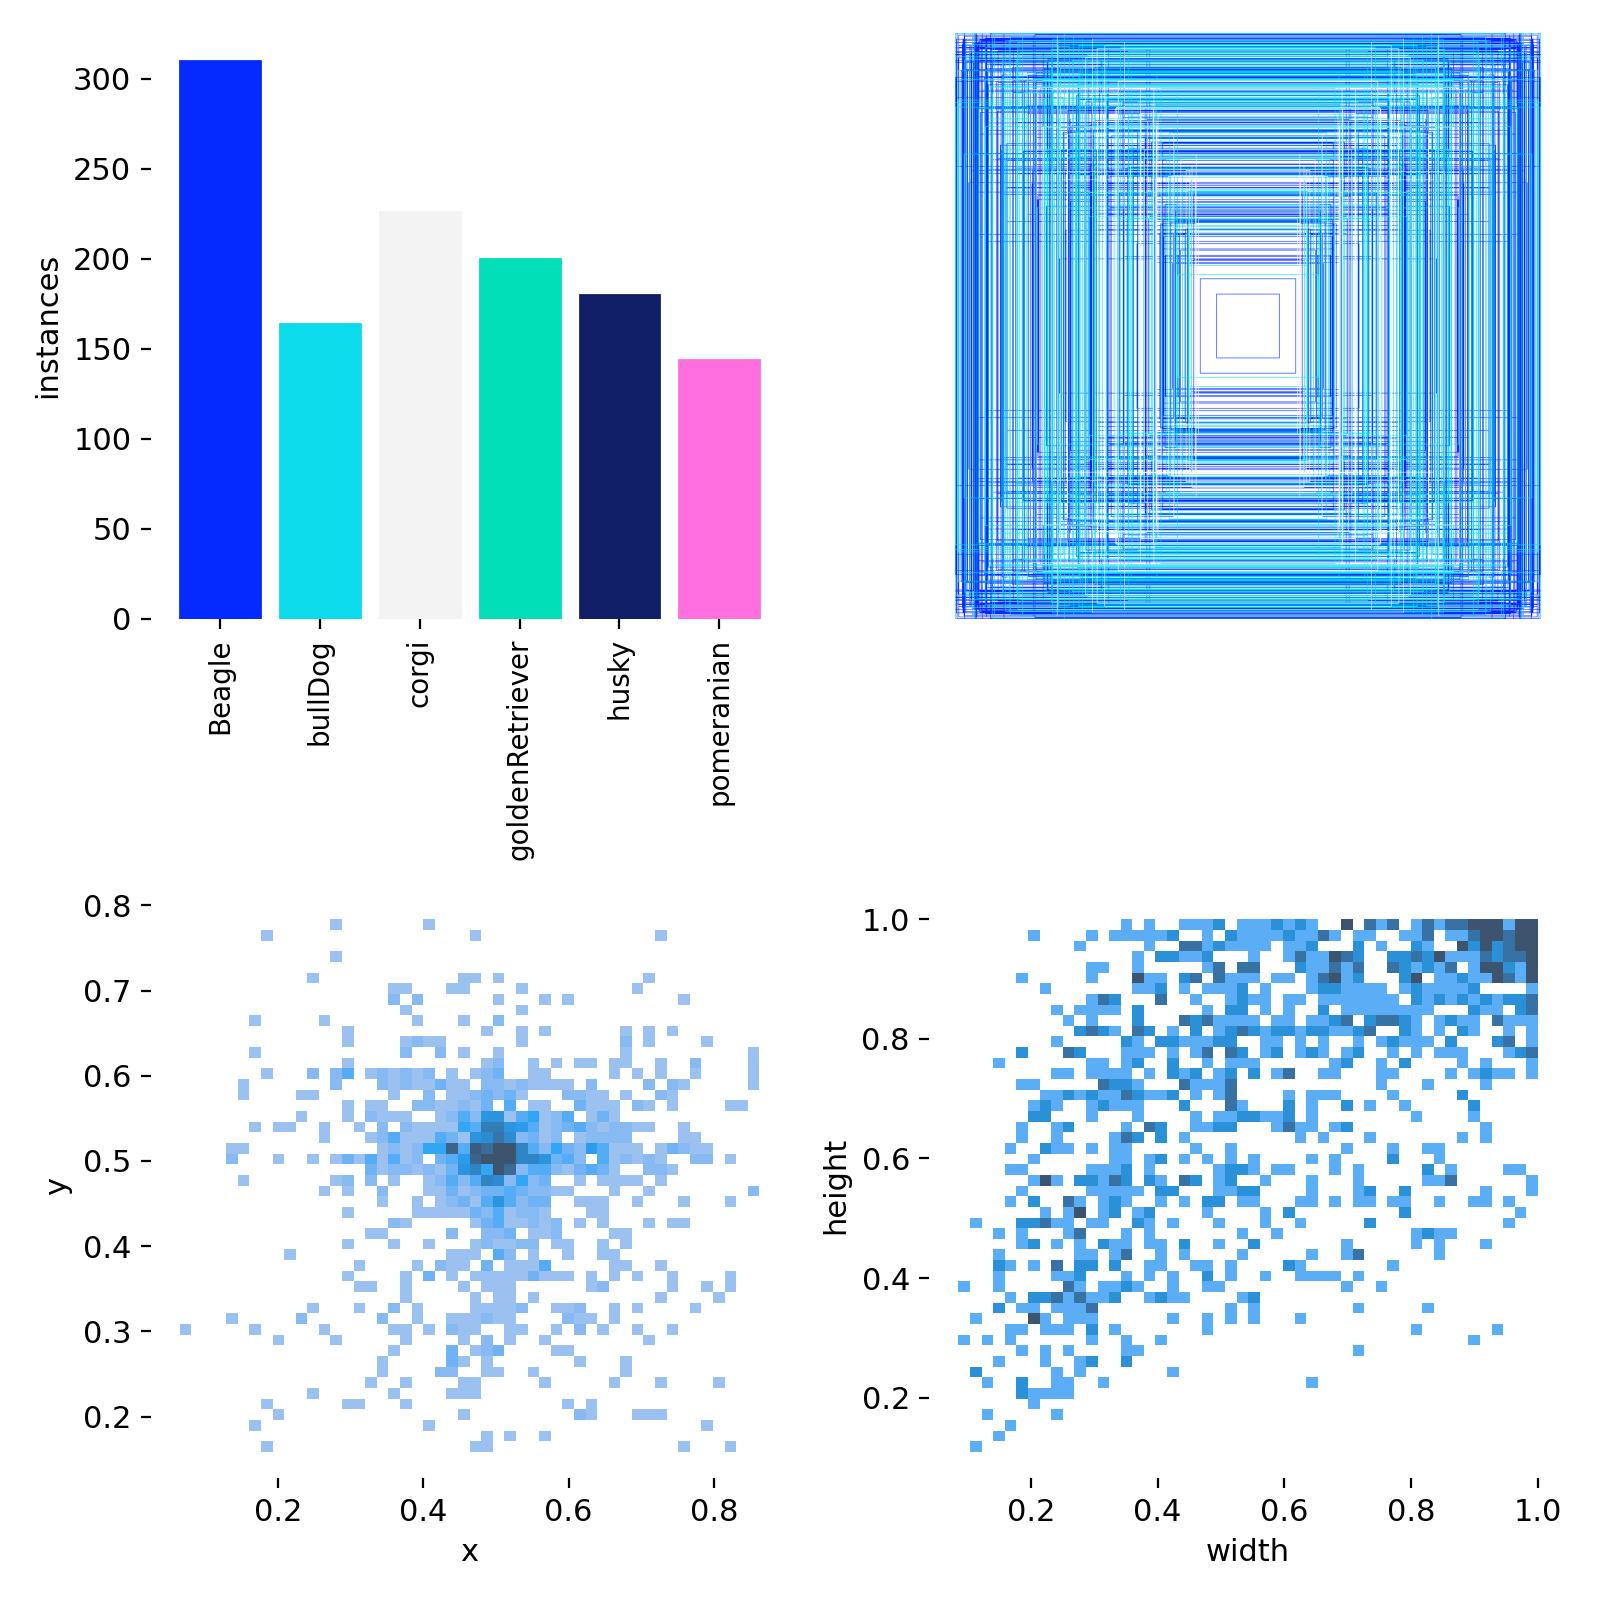 300
250
200
150
100
50
0
instances
Beagle
bullDog
corgi
goldenRetriever
husky
pomeranian
0.8
0.7
0.6
0.5
0.4
0.3
0.2
y
0.2 0.4 0.6 0.8
x
1.0
0.8
0.6
0.4
0.2
height
0.2 0.4 0.6 0.8 1.0
width